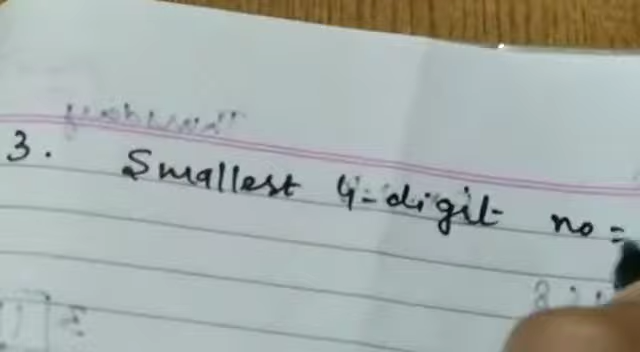 3. Smallest 4-digit no =